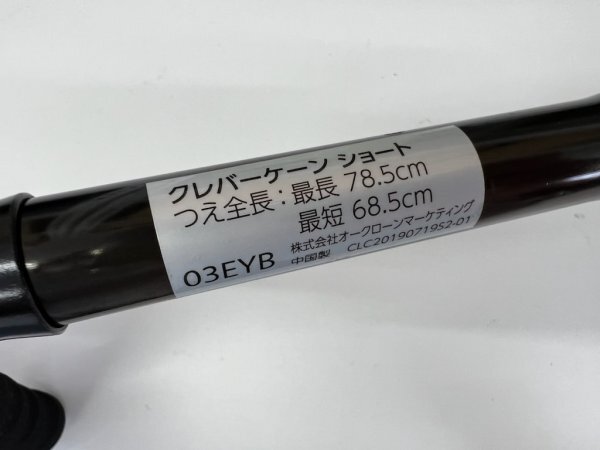 クレバーケーン ショート
つえ全長：最長 78.5cm
最短 68.5cm
03EYB 株式会社オークローンマーケティング
中国製 CLC2019071952-01